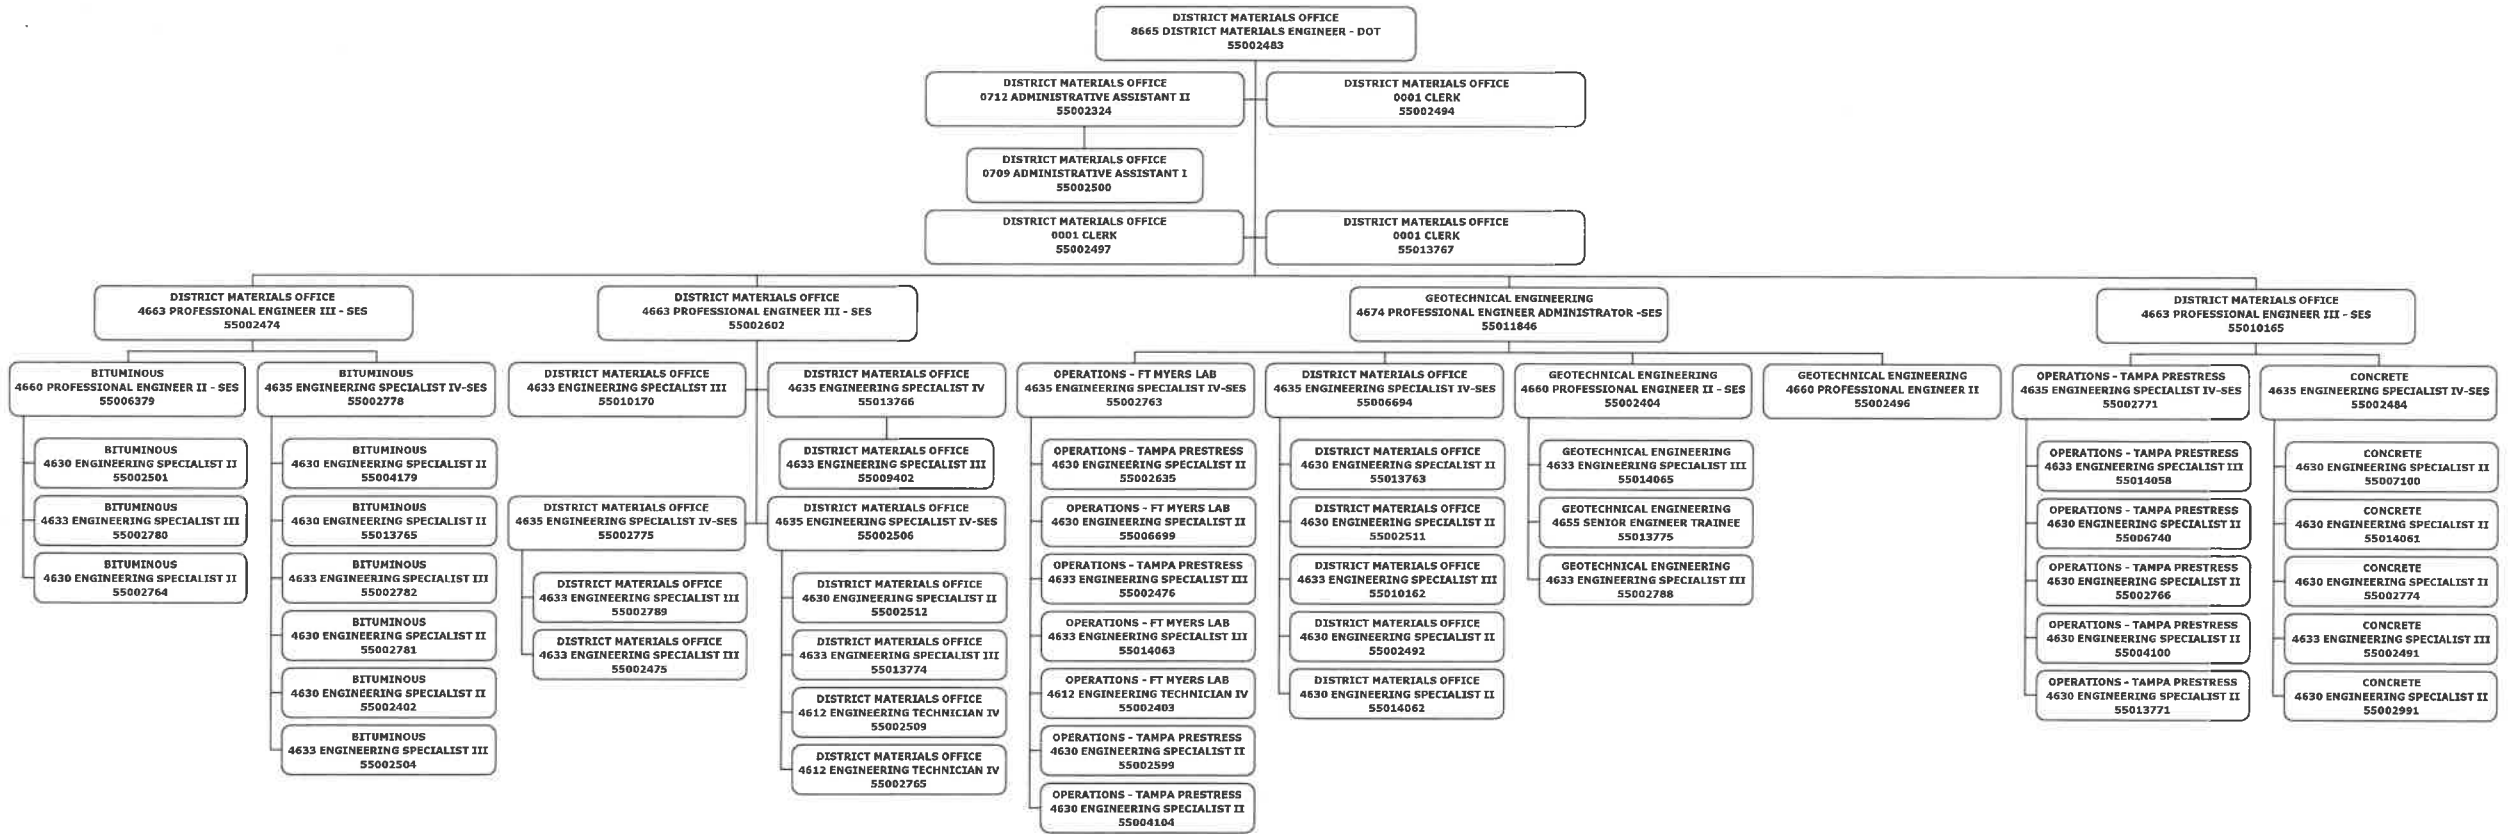 DISTRICT MATERIALS OFFICE
8665 DISTRICT MATERIALS ENGINEER - DOT
55002483
DISTRICT MATERIALS OFFICE
0712 ADMINISTRATIVE ASSISTANT II
55002324
DISTRICT MATERIALS OFFICE
0001 CLERK
55002494
DISTRICT MATERIALS OFFICE
0709 ADMINISTRATIVE ASSISTANT I
55002500
DISTRICT MATERIALS OFFICE
0001 CLERK
55002497
DISTRICT MATERIALS OFFICE
0001 CLERK
55013767
DISTRICT MATERIALS OFFICE
4663 PROFESSIONAL ENGINEER III - SES
55002474
BITUMINOUS
4660 PROFESSIONAL ENGINEER II - SES
55006379
BITUMINOUS
4630 ENGINEERING SPECIALIST II
55002501
BITUMINOUS
4633 ENGINEERING SPECIALIST III
55002780
BITUMINOUS
4630 ENGINEERING SPECIALIST II
55002764
BITUMINOUS
4635 ENGINEERING SPECIALIST IV-SES
55002778
BITUMINOUS
4630 ENGINEERING SPECIALIST II
55004179
BITUMINOUS
4630 ENGINEERING SPECIALIST II
55013765
BITUMINOUS
4633 ENGINEERING SPECIALIST III
55002782
BITUMINOUS
4630 ENGINEERING SPECIALIST II
55002781
BITUMINOUS
4630 ENGINEERING SPECIALIST II
55002402
BITUMINOUS
4633 ENGINEERING SPECIALIST III
55002504
DISTRICT MATERIALS OFFICE
4663 PROFESSIONAL ENGINEER III - SES
55002602
DISTRICT MATERIALS OFFICE
4633 ENGINEERING SPECIALIST III
55010170
DISTRICT MATERIALS OFFICE
4635 ENGINEERING SPECIALIST IV
55013766
DISTRICT MATERIALS OFFICE
4633 ENGINEERING SPECIALIST III
55009402
DISTRICT MATERIALS OFFICE
4635 ENGINEERING SPECIALIST IV-SES
55002775
DISTRICT MATERIALS OFFICE
4633 ENGINEERING SPECIALIST III
55002789
DISTRICT MATERIALS OFFICE
4633 ENGINEERING SPECIALIST III
55002475
DISTRICT MATERIALS OFFICE
4635 ENGINEERING SPECIALIST IV-SES
55002506
DISTRICT MATERIALS OFFICE
4630 ENGINEERING SPECIALIST II
55002512
DISTRICT MATERIALS OFFICE
4633 ENGINEERING SPECIALIST III
55013774
DISTRICT MATERIALS OFFICE
4612 ENGINEERING TECHNICIAN IV
55002509
DISTRICT MATERIALS OFFICE
4612 ENGINEERING TECHNICIAN IV
55002765
GEOTECHNICAL ENGINEERING
4674 PROFESSIONAL ENGINEER ADMINISTRATOR -SES
55011846
OPERATIONS - FT MYERS LAB
4635 ENGINEERING SPECIALIST IV-SES
55002763
OPERATIONS - TAMPA PRESTRESS
4630 ENGINEERING SPECIALIST II
55002635
OPERATIONS - FT MYERS LAB
4630 ENGINEERING SPECIALIST II
55006699
OPERATIONS - TAMPA PRESTRESS
4633 ENGINEERING SPECIALIST III
55002476
OPERATIONS - FT MYERS LAB
4633 ENGINEERING SPECIALIST III
55014063
OPERATIONS - FT MYERS LAB
4612 ENGINEERING TECHNICIAN IV
55002403
OPERATIONS - TAMPA PRESTRESS
4630 ENGINEERING SPECIALIST II
55002599
OPERATIONS - TAMPA PRESTRESS
4630 ENGINEERING SPECIALIST II
55004104
DISTRICT MATERIALS OFFICE
4635 ENGINEERING SPECIALIST IV-SES
55006694
DISTRICT MATERIALS OFFICE
4630 ENGINEERING SPECIALIST II
55013763
DISTRICT MATERIALS OFFICE
4630 ENGINEERING SPECIALIST II
55002511
DISTRICT MATERIALS OFFICE
4633 ENGINEERING SPECIALIST III
55010162
DISTRICT MATERIALS OFFICE
4630 ENGINEERING SPECIALIST II
55002492
DISTRICT MATERIALS OFFICE
4630 ENGINEERING SPECIALIST II
55014062
GEOTECHNICAL ENGINEERING
4660 PROFESSIONAL ENGINEER II - SES
55002404
GEOTECHNICAL ENGINEERING
4633 ENGINEERING SPECIALIST III
55014065
GEOTECHNICAL ENGINEERING
4655 SENIOR ENGINEER TRAINEE
55013775
GEOTECHNICAL ENGINEERING
4633 ENGINEERING SPECIALIST III
55002788
GEOTECHNICAL ENGINEERING
4660 PROFESSIONAL ENGINEER II
55002496
DISTRICT MATERIALS OFFICE
4663 PROFESSIONAL ENGINEER III - SES
55010165
OPERATIONS - TAMPA PRESTRESS
4635 ENGINEERING SPECIALIST IV-SES
55002771
OPERATIONS - TAMPA PRESTRESS
4633 ENGINEERING SPECIALIST III
55014058
OPERATIONS - TAMPA PRESTRESS
4630 ENGINEERING SPECIALIST II
55006740
OPERATIONS - TAMPA PRESTRESS
4630 ENGINEERING SPECIALIST II
55002766
OPERATIONS - TAMPA PRESTRESS
4630 ENGINEERING SPECIALIST II
55004100
OPERATIONS - TAMPA PRESTRESS
4630 ENGINEERING SPECIALIST II
55013771
CONCRETE
4635 ENGINEERING SPECIALIST IV-SES
55002484
CONCRETE
4630 ENGINEERING SPECIALIST II
55007100
CONCRETE
4630 ENGINEERING SPECIALIST II
55014061
CONCRETE
4630 ENGINEERING SPECIALIST II
55002774
CONCRETE
4633 ENGINEERING SPECIALIST III
55002491
CONCRETE
4630 ENGINEERING SPECIALIST II
55002991